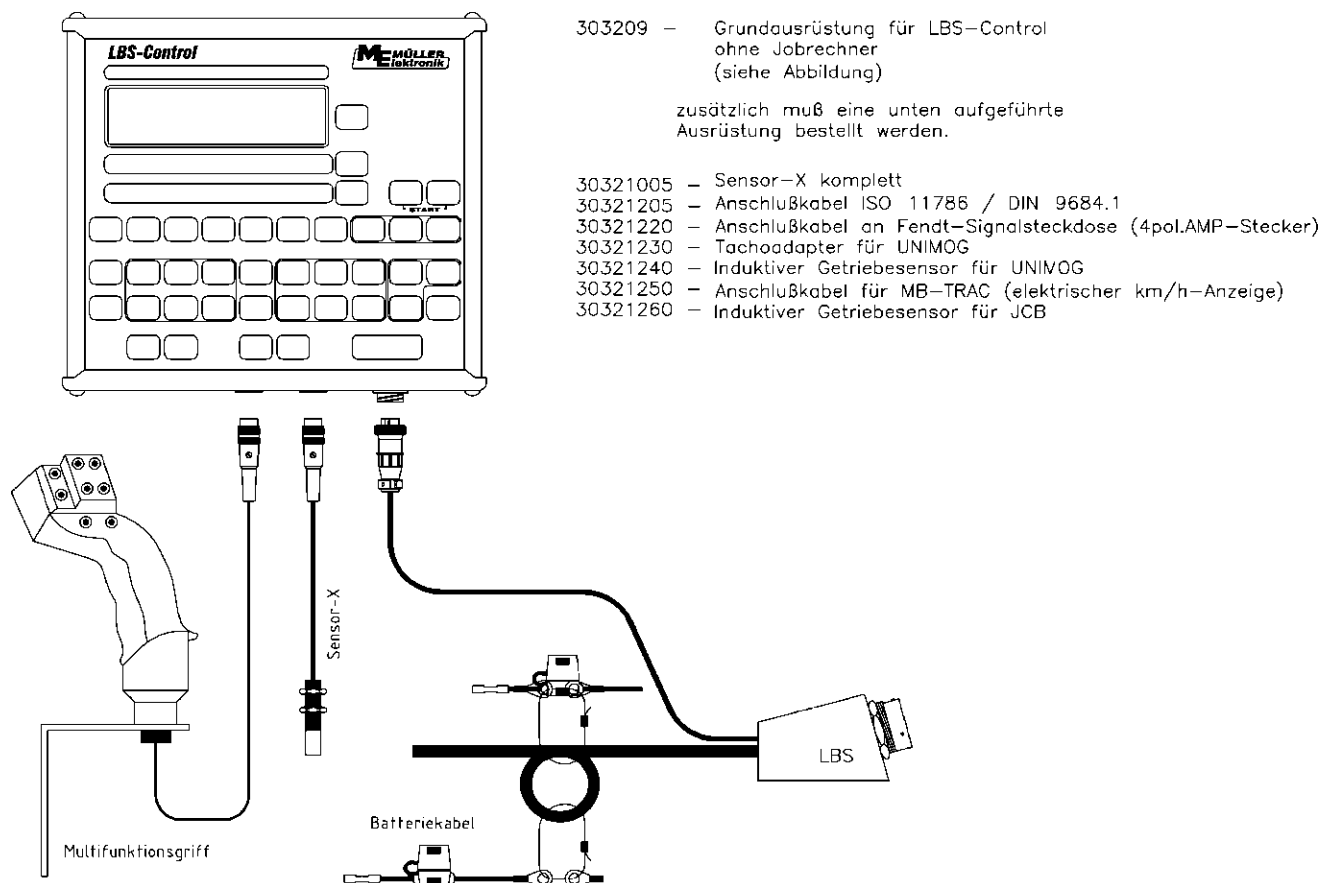 LBS-Control
MÜLLER
Elektronik
START
303209 – Grundausrüstung für LBS–Control
ohne Jobrechner
(siehe Abbildung)
zusätzlich muß eine unten aufgeführte
Ausrüstung bestellt werden.
30321005 – Sensor–X komplett
30321205 – Anschlußkabel ISO 11786 / DIN 9684.1
30321220 – Anschlußkabel an Fendt–Signalsteckdose (4pol.AMP–Stecker)
30321230 – Tachoadapter für UNIMOG
30321240 – Induktiver Getriebesensor für UNIMOG
30321250 – Anschlußkabel für MB–TRAC (elektrischer km/h–Anzeige)
30321260 – Induktiver Getriebesensor für JCB
Sensor-X
LBS
Batteriekabel
Multifunktionsgriff